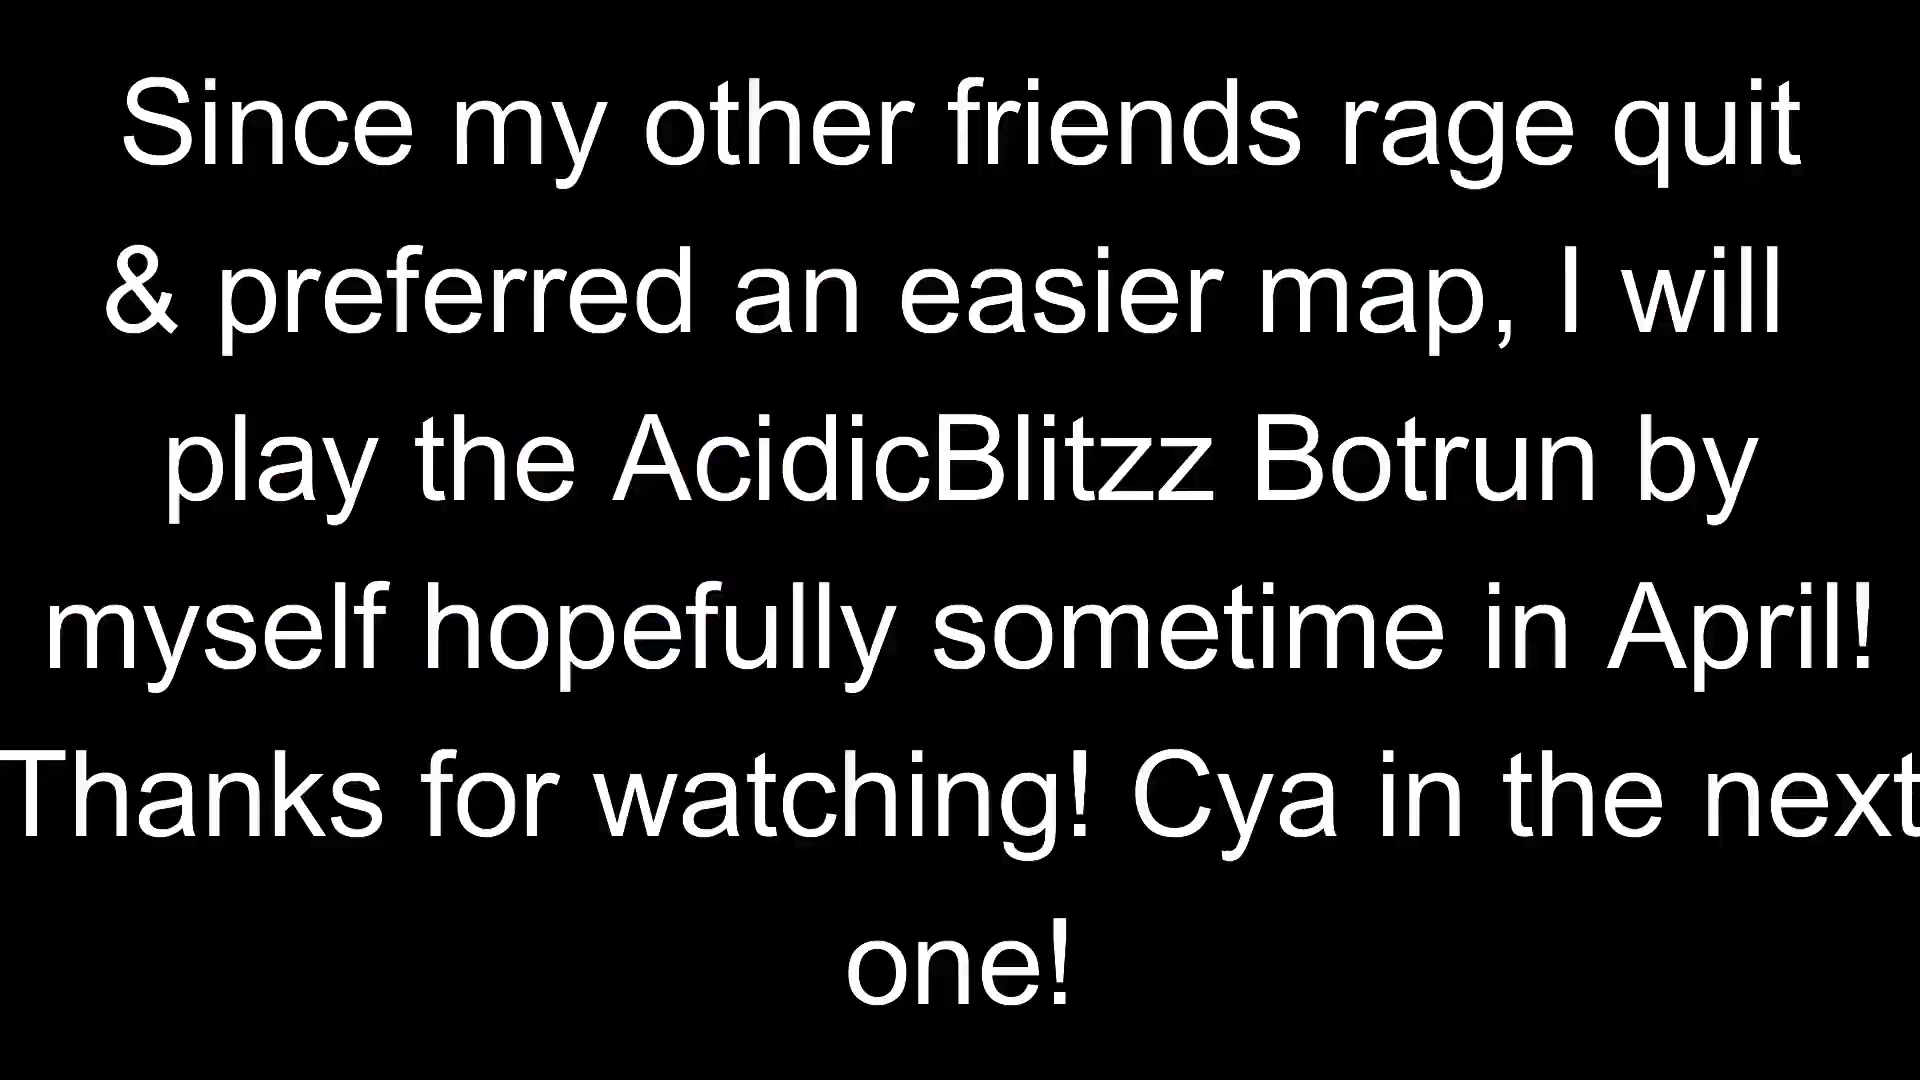 Since my other friends rage quit
& preferred an easier map, I will
play the AcidicBlitzz Botrun by
myself hopefully sometime in April!
Thanks for watching! Cya in the next
one!